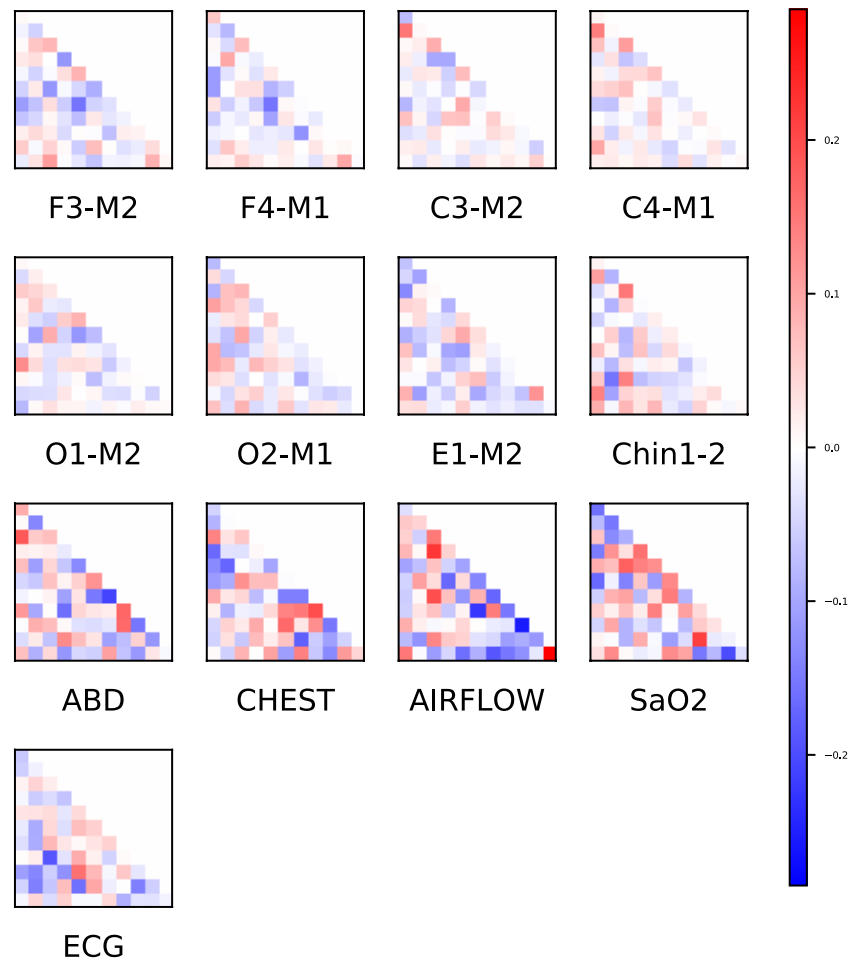 F3-M2 F4-M1 C3-M2 C4-M1
O1-M2 O2-M1 E1-M2 Chin1-2
ABD CHEST AIRFLOW SaO2
ECG
0.2
0.1
0.0
−0.1
−0.2